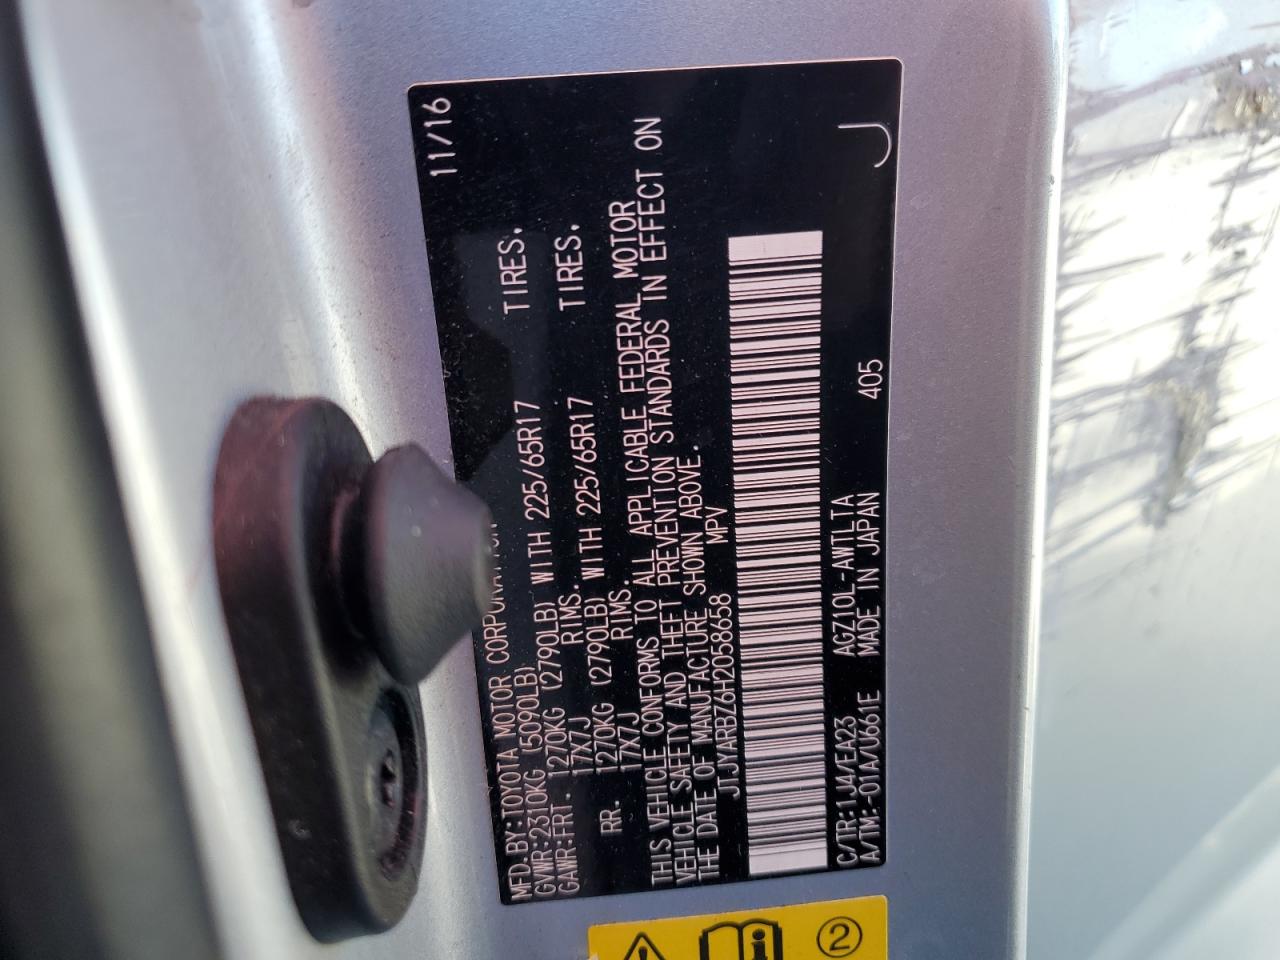 11/16
MFD.BY:TOYOTA MOTOR CORPORATION
GVWR:2310KG (5090LB)
GAWR:FRT. 1270KG (2790LB) WITH 225/65R17 TIRES.
17X7J RIMS.
RR. 1270KG (2790LB) WITH 225/65R17 TIRES.
17X7J RIMS.
THIS VEHICLE CONFORMS TO ALL APPLICABLE FEDERAL MOTOR
VEHICLE SAFETY AND THEFT PREVENTION STANDARDS IN EFFECT ON
THE DATE OF MANUFACTURE SHOWN ABOVE.
JTJYARBZ6H2058658 MPV
C/TR:1J4/EA23 AGZ10L-AWTLTA 405
A/TM:-01A/U661E MADE IN JAPAN
J
2